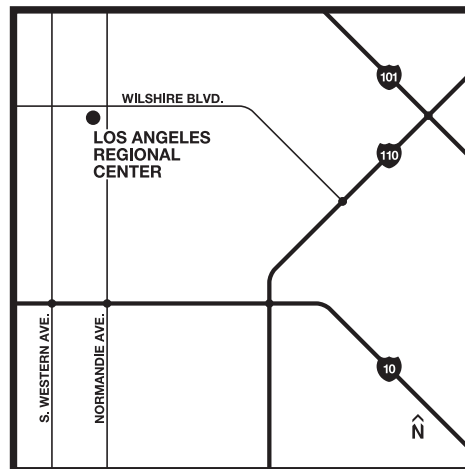 101
WILSHIRE BLVD.
LOS ANGELES
REGIONAL
CENTER
110
S. WESTERN AVE.
NORMANDIE AVE.
10
N